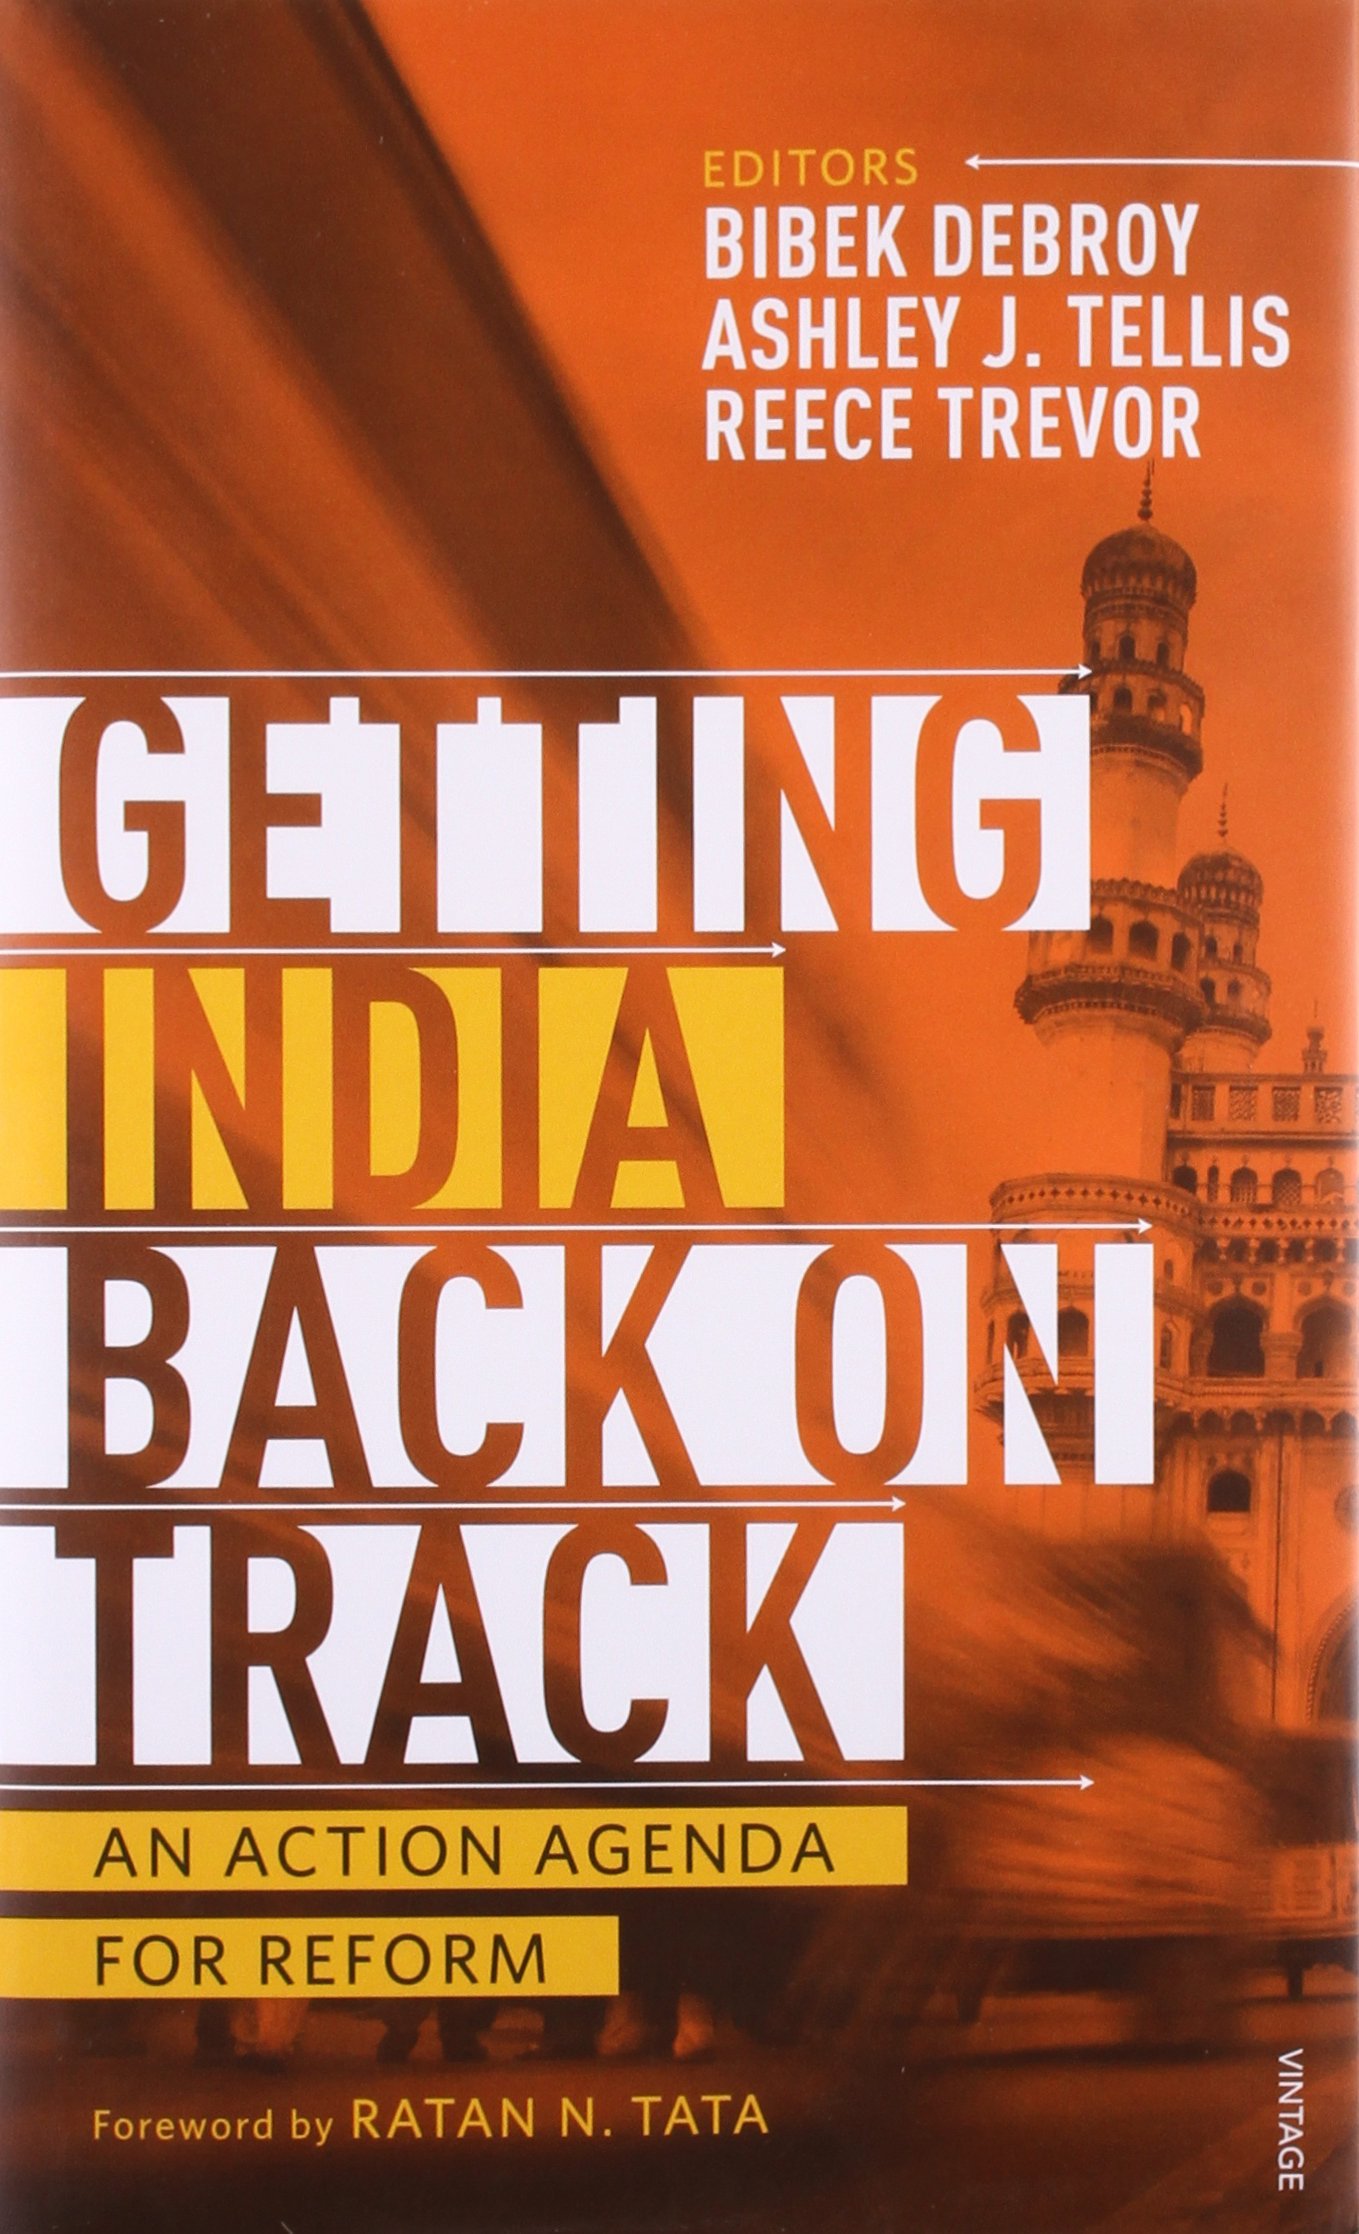 EDITORS
BIBEK DEBROY
ASHLEY J. TELLIS
REECE TREVOR
GETTING
INDIA
BACK ON
TRACK
AN ACTION AGENDA
FOR REFORM
Foreword by RATAN N. TATA
VINTAGE